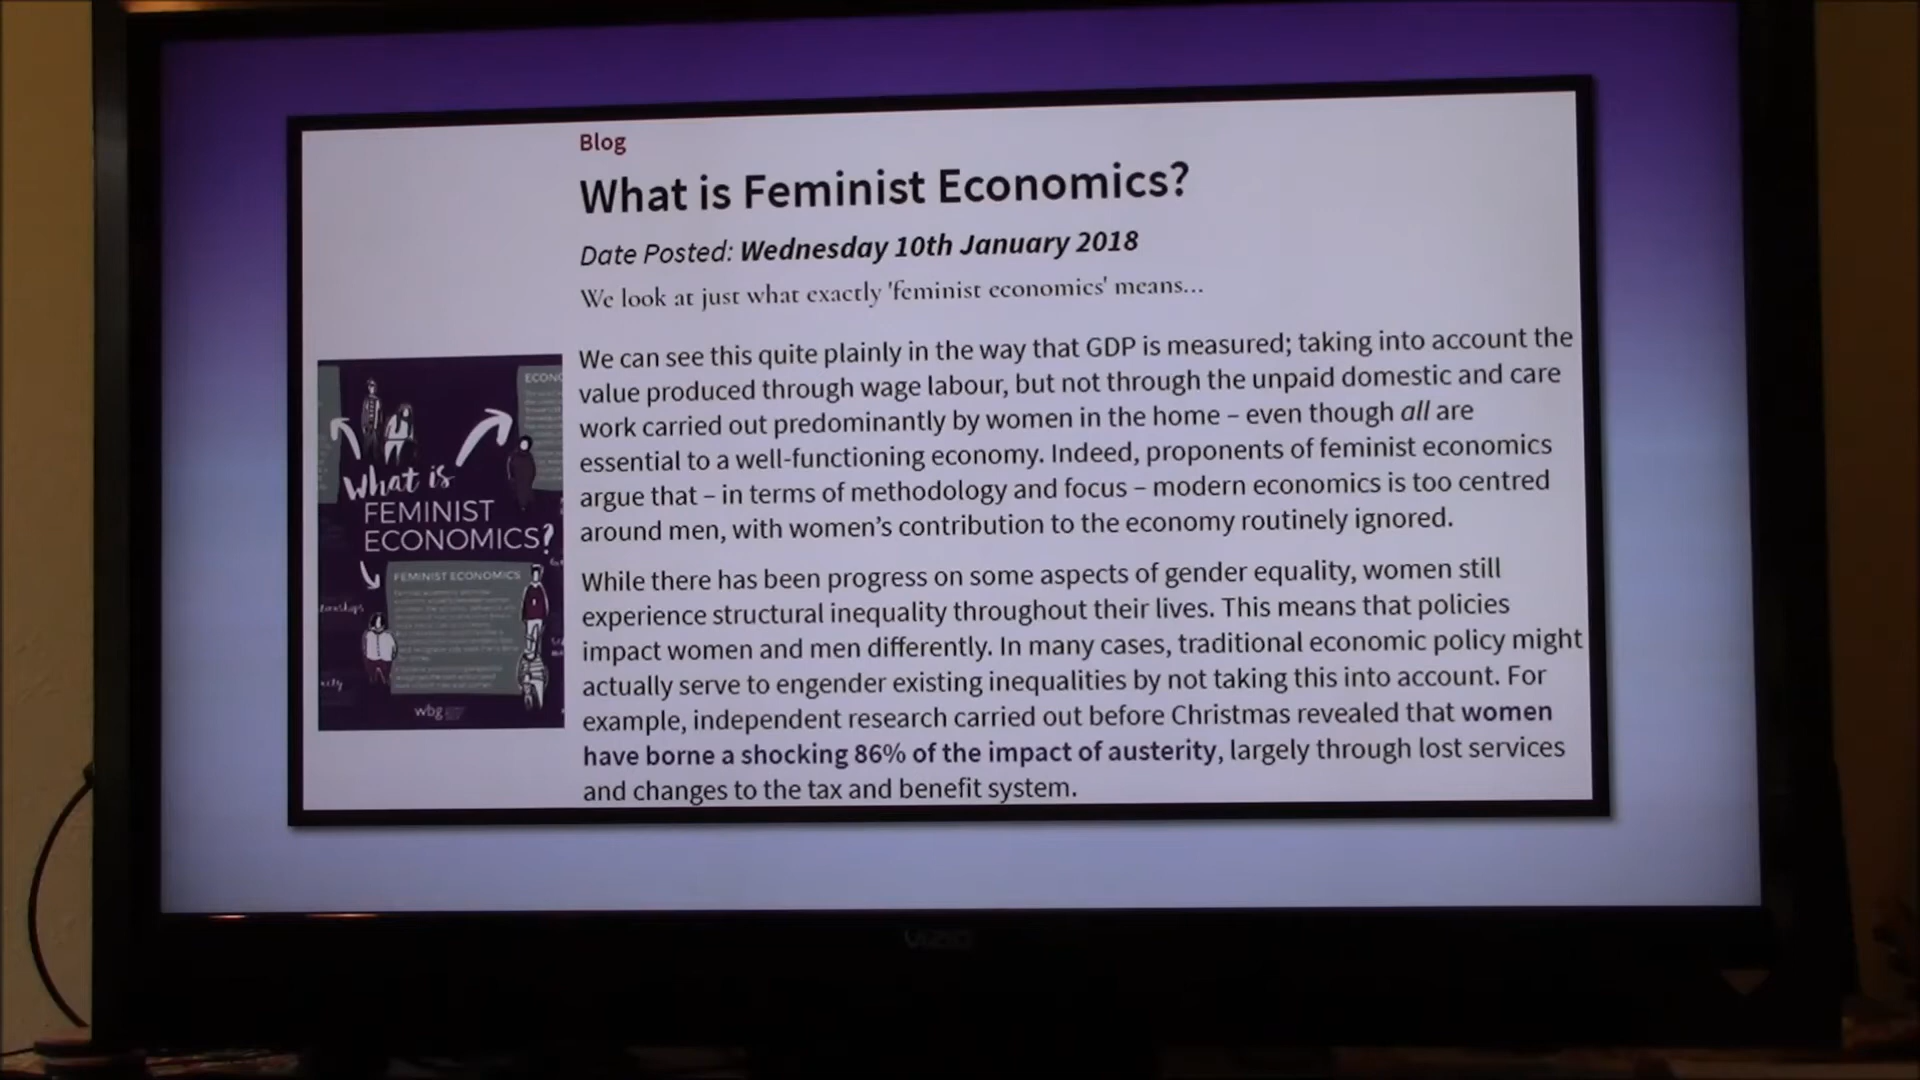 Blog
What is Feminist Economics?
Date Posted: Wednesday 10th January 2018
We look at just what exactly 'feminist economics' means...
We can see this quite plainly in the way that GDP is measured; taking into account the
value produced through wage labour, but not through the unpaid domestic and care
work carried out predominantly by women in the home – even though all are
essential to a well-functioning economy. Indeed, proponents of feminist economics
argue that – in terms of methodology and focus – modern economics is too centred
around men, with women's contribution to the economy routinely ignored.
While there has been progress on some aspects of gender equality, women still
experience structural inequality throughout their lives. This means that policies
impact women and men differently. In many cases, traditional economic policy might
actually serve to engender existing inequalities by not taking this into account. For
example, independent research carried out before Christmas revealed that women
have borne a shocking 86% of the impact of austerity, largely through lost services
and changes to the tax and benefit system.
ECONO
What is
FEMINIST
ECONOMICS?
FEMINIST ECONOMICS
wbg
VIZIO